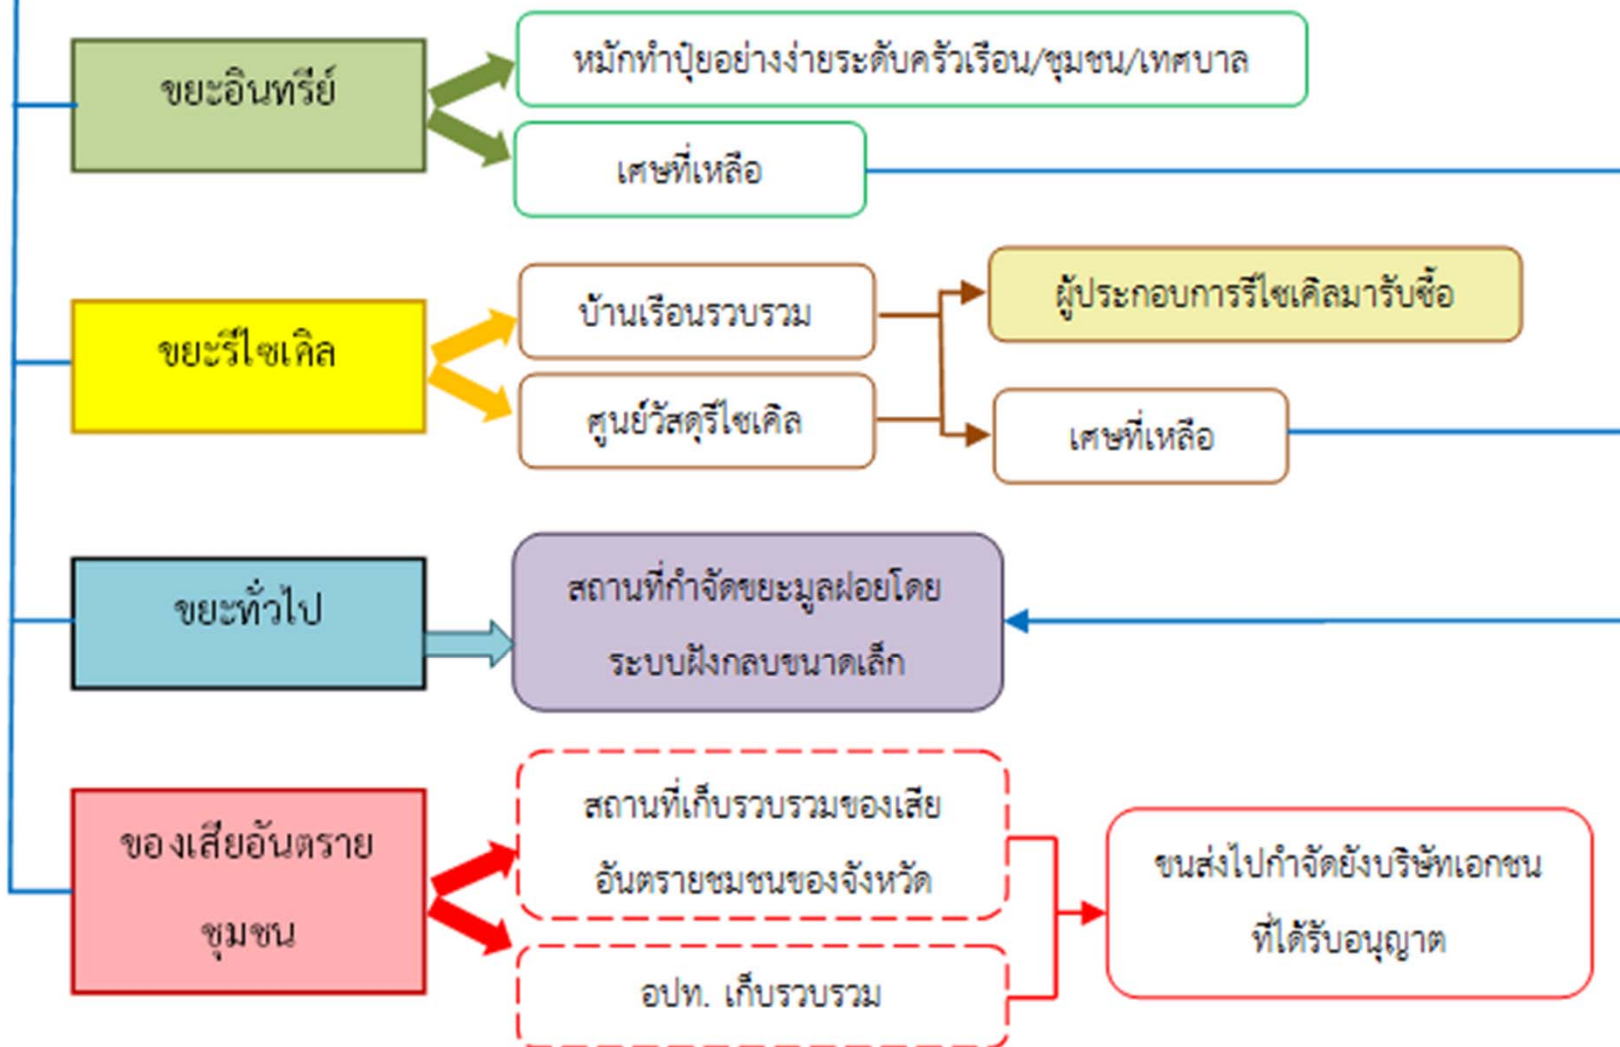 ขยะอินทรีย์
หมักทำปุ๋ยอย่างง่ายระดับครัวเรือน/ชุมชน/เทศบาล
เศษที่เหลือ
ขยะรีไซเคิล
บ้านเรือนรวบรวม
ศูนย์วัสดุรีไซเคิล
ผู้ประกอบการรีไซเคิลมารับซื้อ
เศษที่เหลือ
ขยะทั่วไป
สถานที่กำจัดขยะมูลฝอยโดย
ระบบฝังกลบขนาดเล็ก
ของเสียอันตราย
ชุมชน
สถานที่เก็บรวบรวมของเสีย
อันตรายชมชนของจังหวัด
อปท. เก็บรวบรวม
ขนส่งไปกำจัดยังบริษัทเอกชน
ที่ได้รับอนุญาต